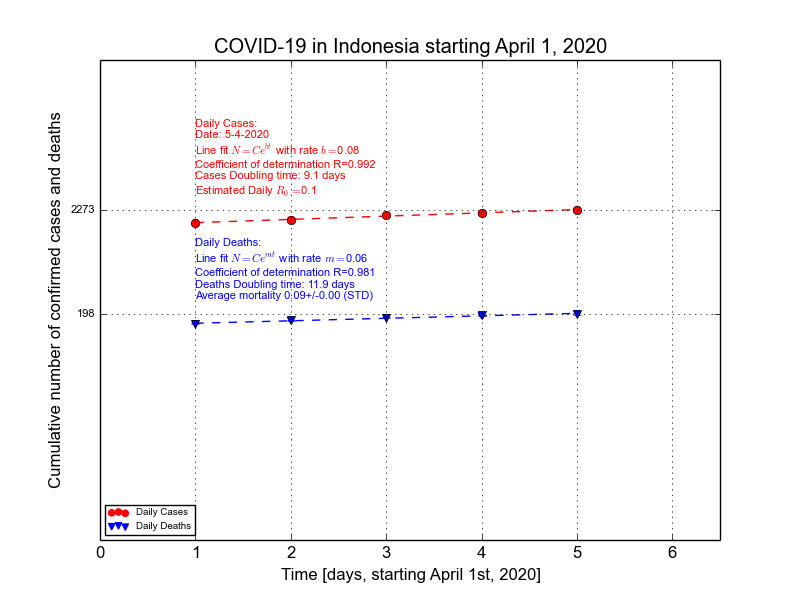 COVID-19 in Indonesia starting April 1, 2020
Cumulative number of confirmed cases and deaths
Daily Cases:
Date: 5-4-2020
Line fit N=Ce^{bt} with rate b=0.08
Coefficient of determination R=0.992
Cases Doubling time: 9.1 days
Estimated Daily R_0=0.1
2273
Daily Deaths:
Line fit N=Ce^{mt} with rate m=0.06
Coefficient of determination R=0.981
Deaths Doubling time: 11.9 days
Average mortality 0.09+/-0.00 (STD)
198
Daily Cases
Daily Deaths
0 1 2 3 4 5 6
Time [days, starting April 1st, 2020]